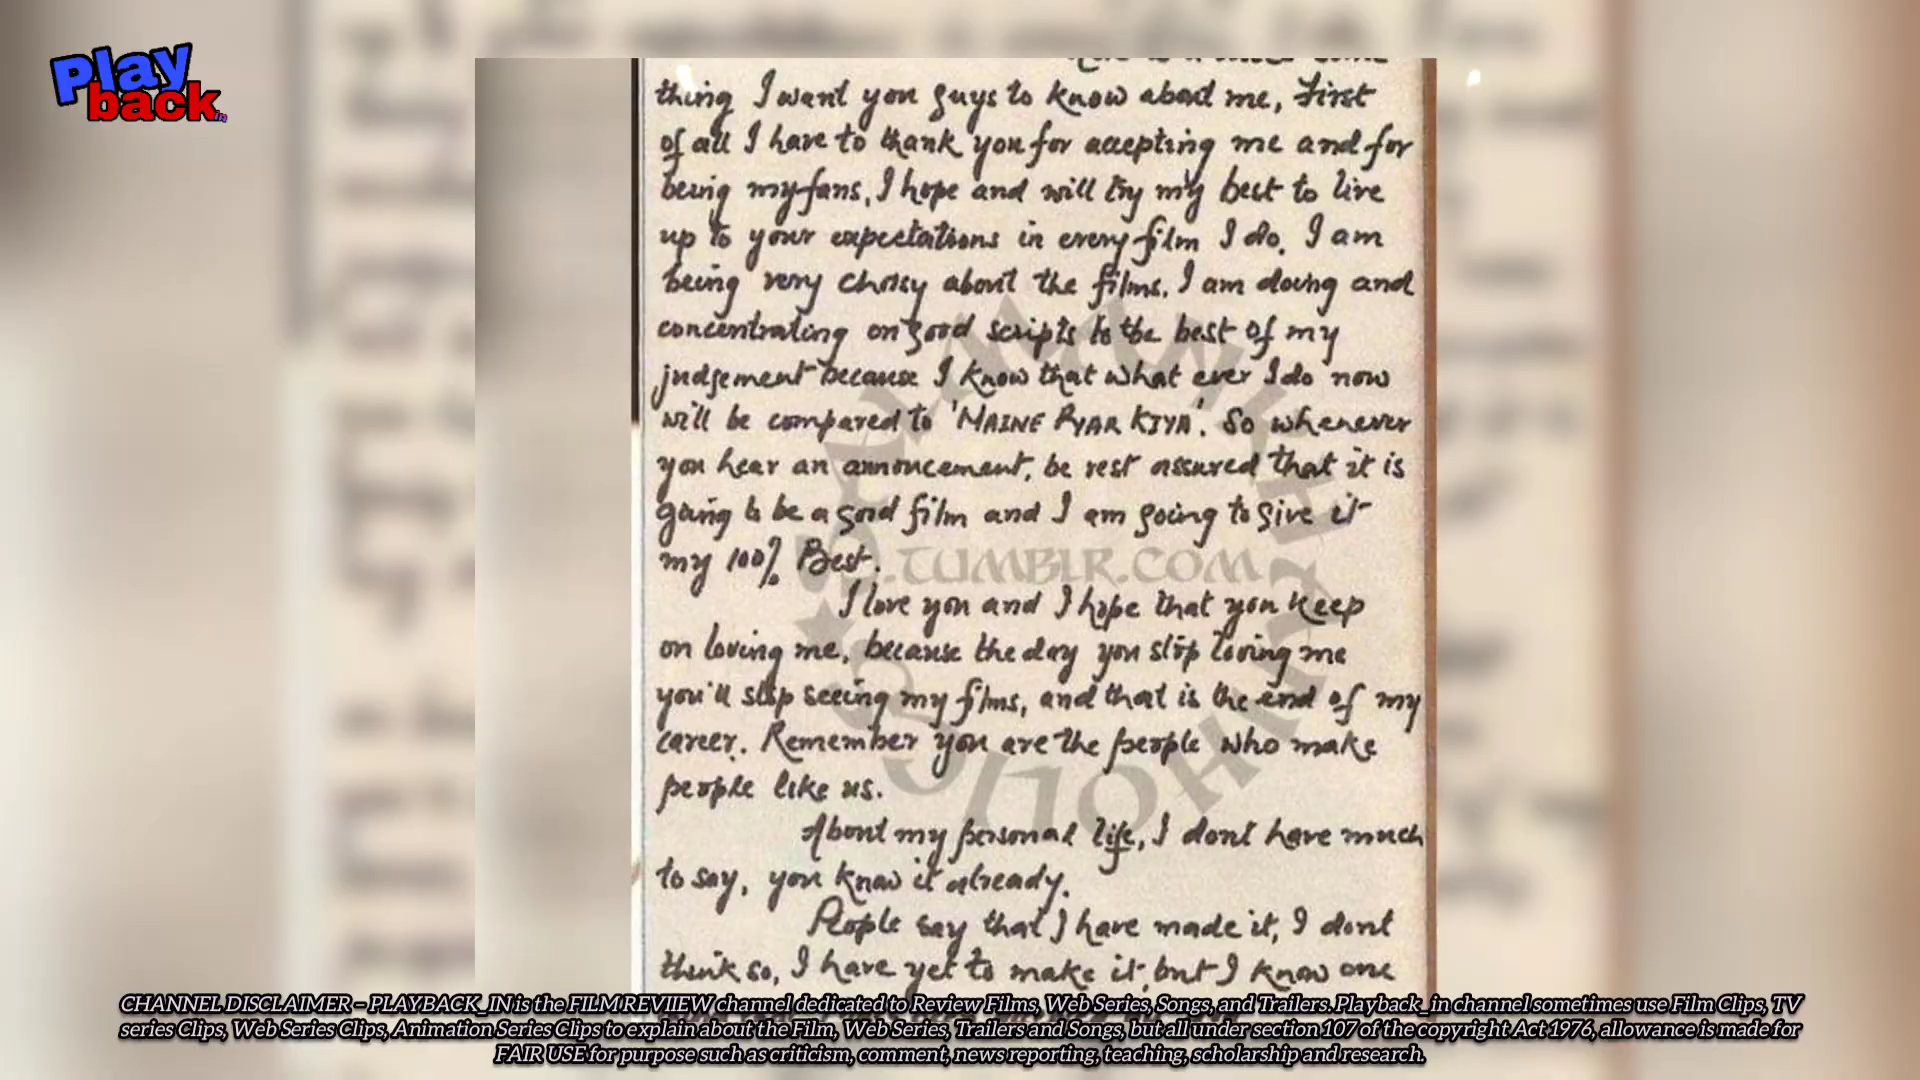 Play
back.in
thing I want you guys to know about me, first
of all I have to thank you for accepting me and for
being my fans, I hope and will try my best to live
up to your expectations in every film I do. I am
being very choisy about the films. I am doing and
concentrating on good scripts to the best of my
judgement because I know that what ever I do now
will be compared to 'MAINE PYAR KIYA'. So whenever
you hear an annoucement, be rest assured that it is
going to be a good film and I am going to give it
my 100% Best.
.TUMBLR.COM
I love you and I hope that you keep
on loving me, because the day you stop loving me
you'll stop seeing my films, and that is the end of my
career. Remember you are the people who make
people like us.
About my personal life, I dont have much
to say, you know it already.
People say that I have made it, I dont
think so, I have yet to make it, but I know one
CHANNEL DISCLAIMER - PLAYBACK_IN is the FILM REVIIEW channel dedicated to Review Films, Web Series, Songs, and Trailers. Playback_in channel sometimes use Film Clips, TV
series Clips, Web Series Clips, Animation Series Clips to explain about the Film, Web Series, Trailers and Songs, but all under section 107 of the copyright Act 1976, allowance is made for
FAIR USE for purpose such as criticism, comment, news reporting, teaching, scholarship and research.